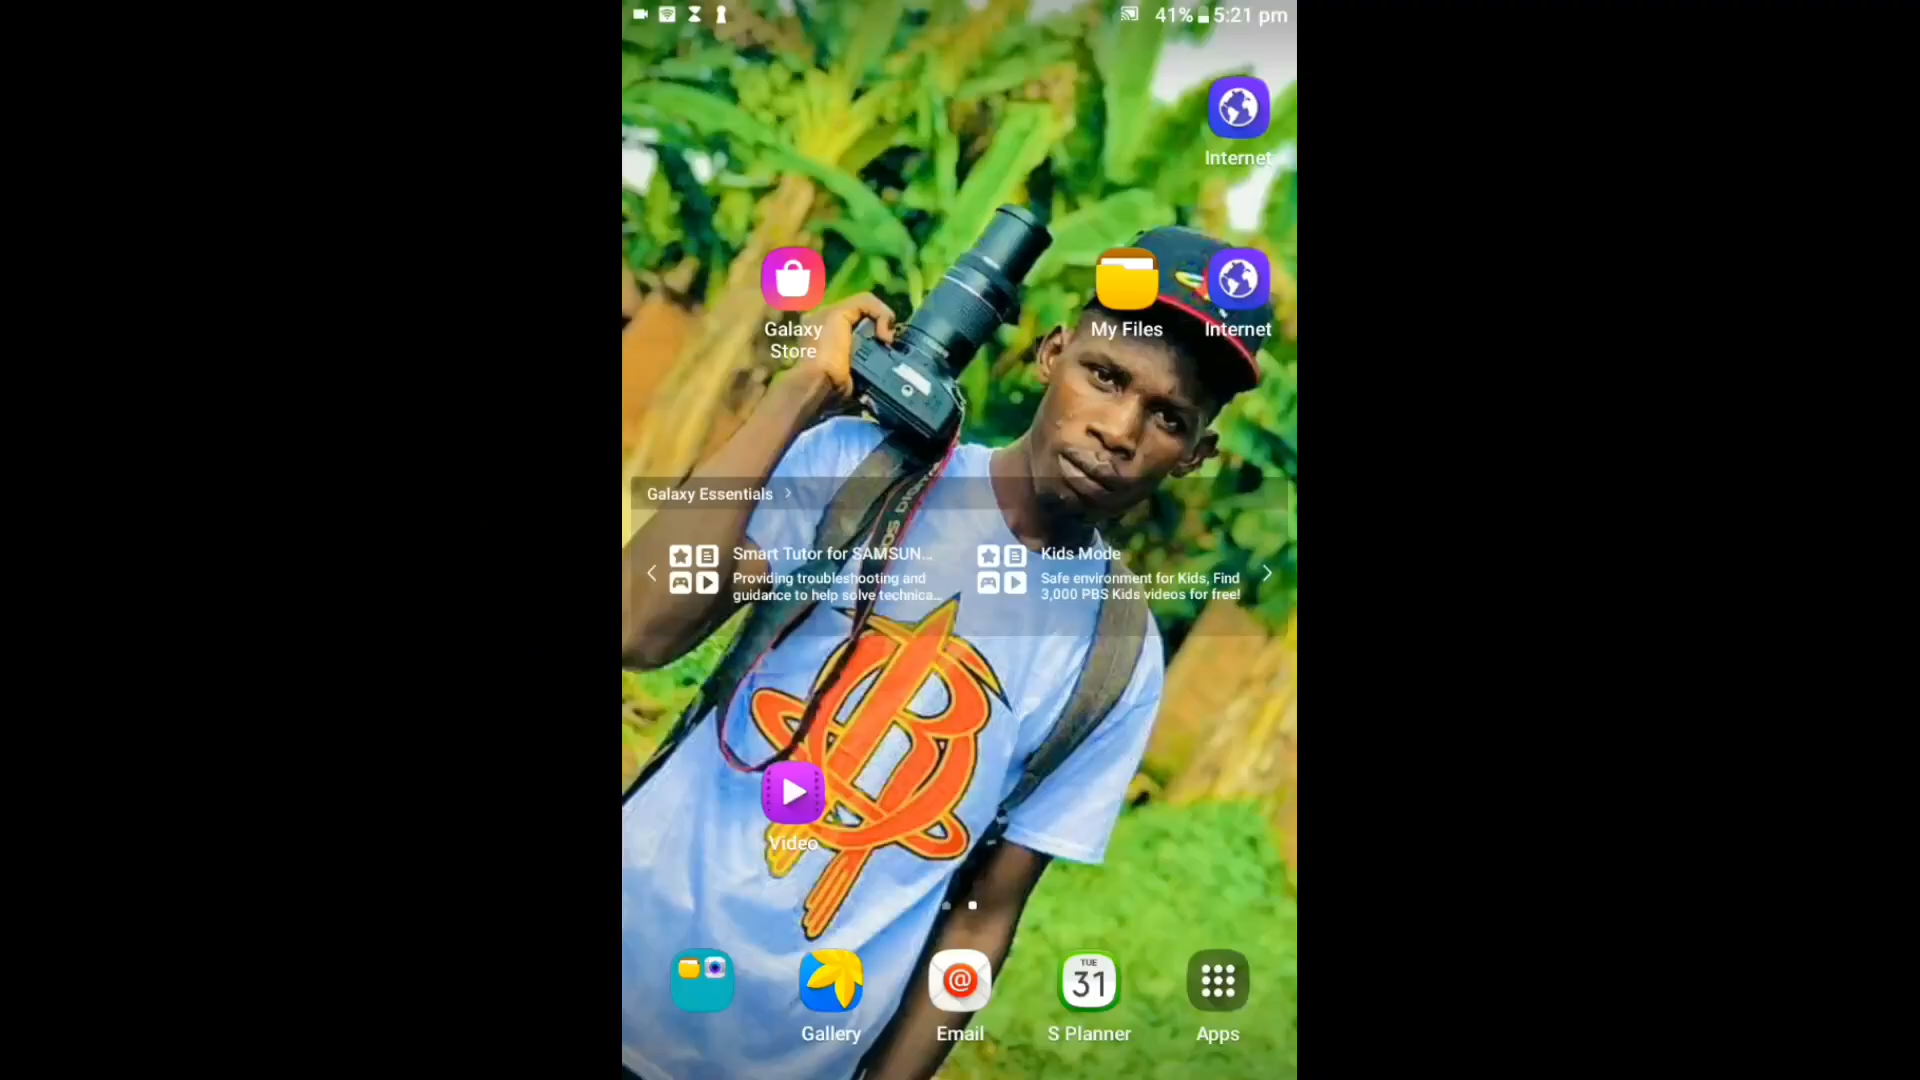 41% 5:21 pm
Internet
Galaxy
Store
My Files
Internet
Galaxy Essentials
Smart Tutor for SAMSUN...
Providing troubleshooting and
guidance to help solve technica...
Kids Mode
Safe environment for Kids, Find
3,000 PBS Kids videos for free!
Video
TUE
31
Gallery
Email
S Planner
Apps